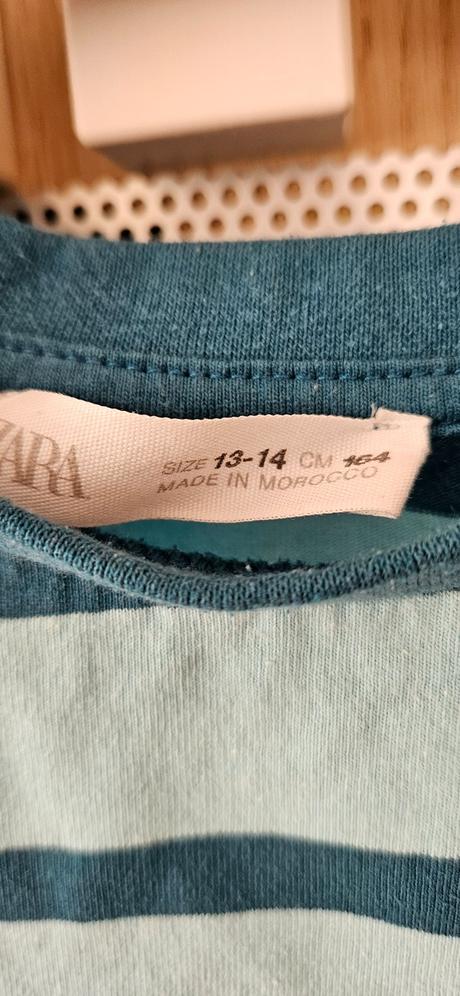 ZARA
SIZE 13-14 CM 164
MADE IN MOROCCO